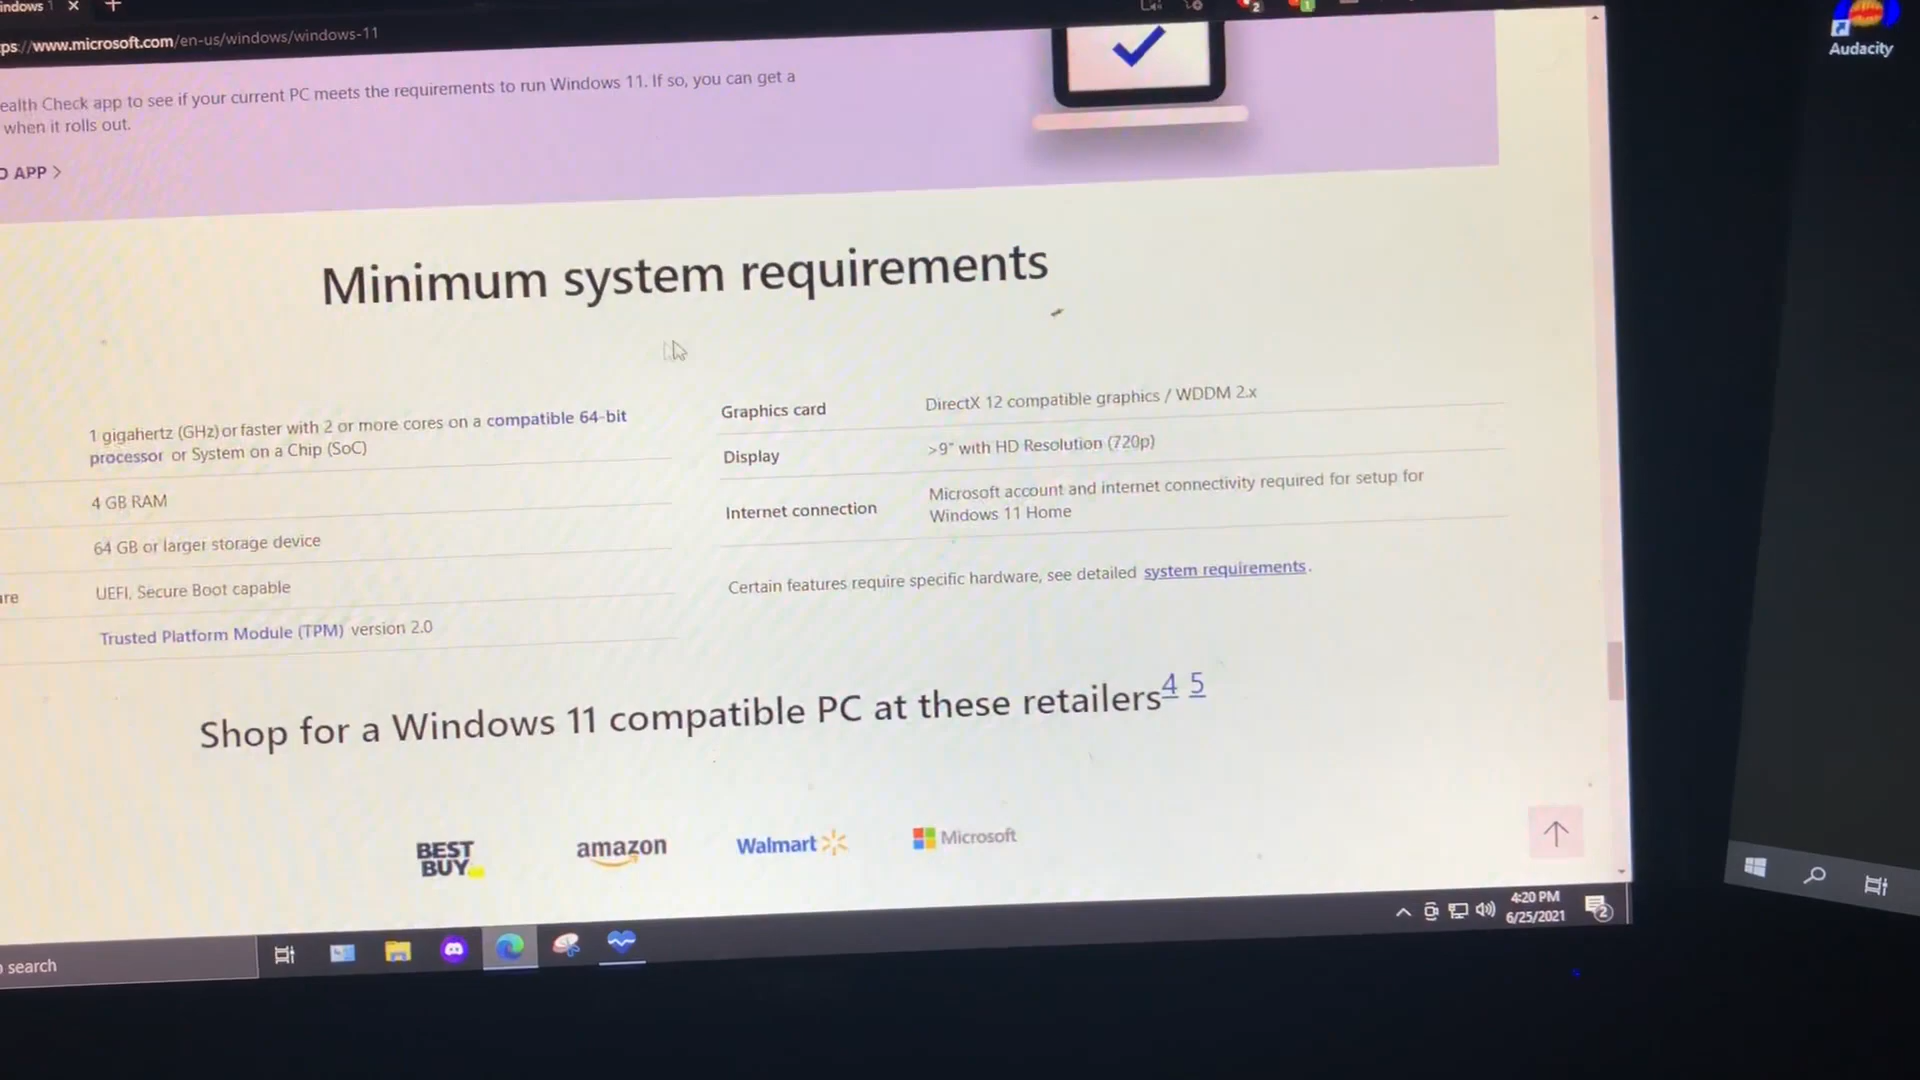 indows
ps://www.microsoft.com/en-us/windows/windows-11
Audacity
ealth Check app to see if your current PC meets the requirements to run Windows 11. If so, you can get a
when it rolls out.
APP >
Minimum system requirements
1 gigahertz (GHz) or faster with 2 or more cores on a compatible 64-bit
processor or System on a Chip (SoC)
4 GB RAM
64 GB or larger storage device
are
UEFI, Secure Boot capable
Trusted Platform Module (TPM) version 2.0
Graphics card
DirectX 12 compatible graphics / WDDM 2.x
Display
>9" with HD Resolution (720p)
Internet connection
Microsoft account and internet connectivity required for setup for
Windows 11 Home
Certain features require specific hardware, see detailed system requirements.
Shop for a Windows 11 compatible PC at these retailers4 5
BEST
BUY
amazon
Walmart
Microsoft
search
4:20 PM
6/25/2021
2